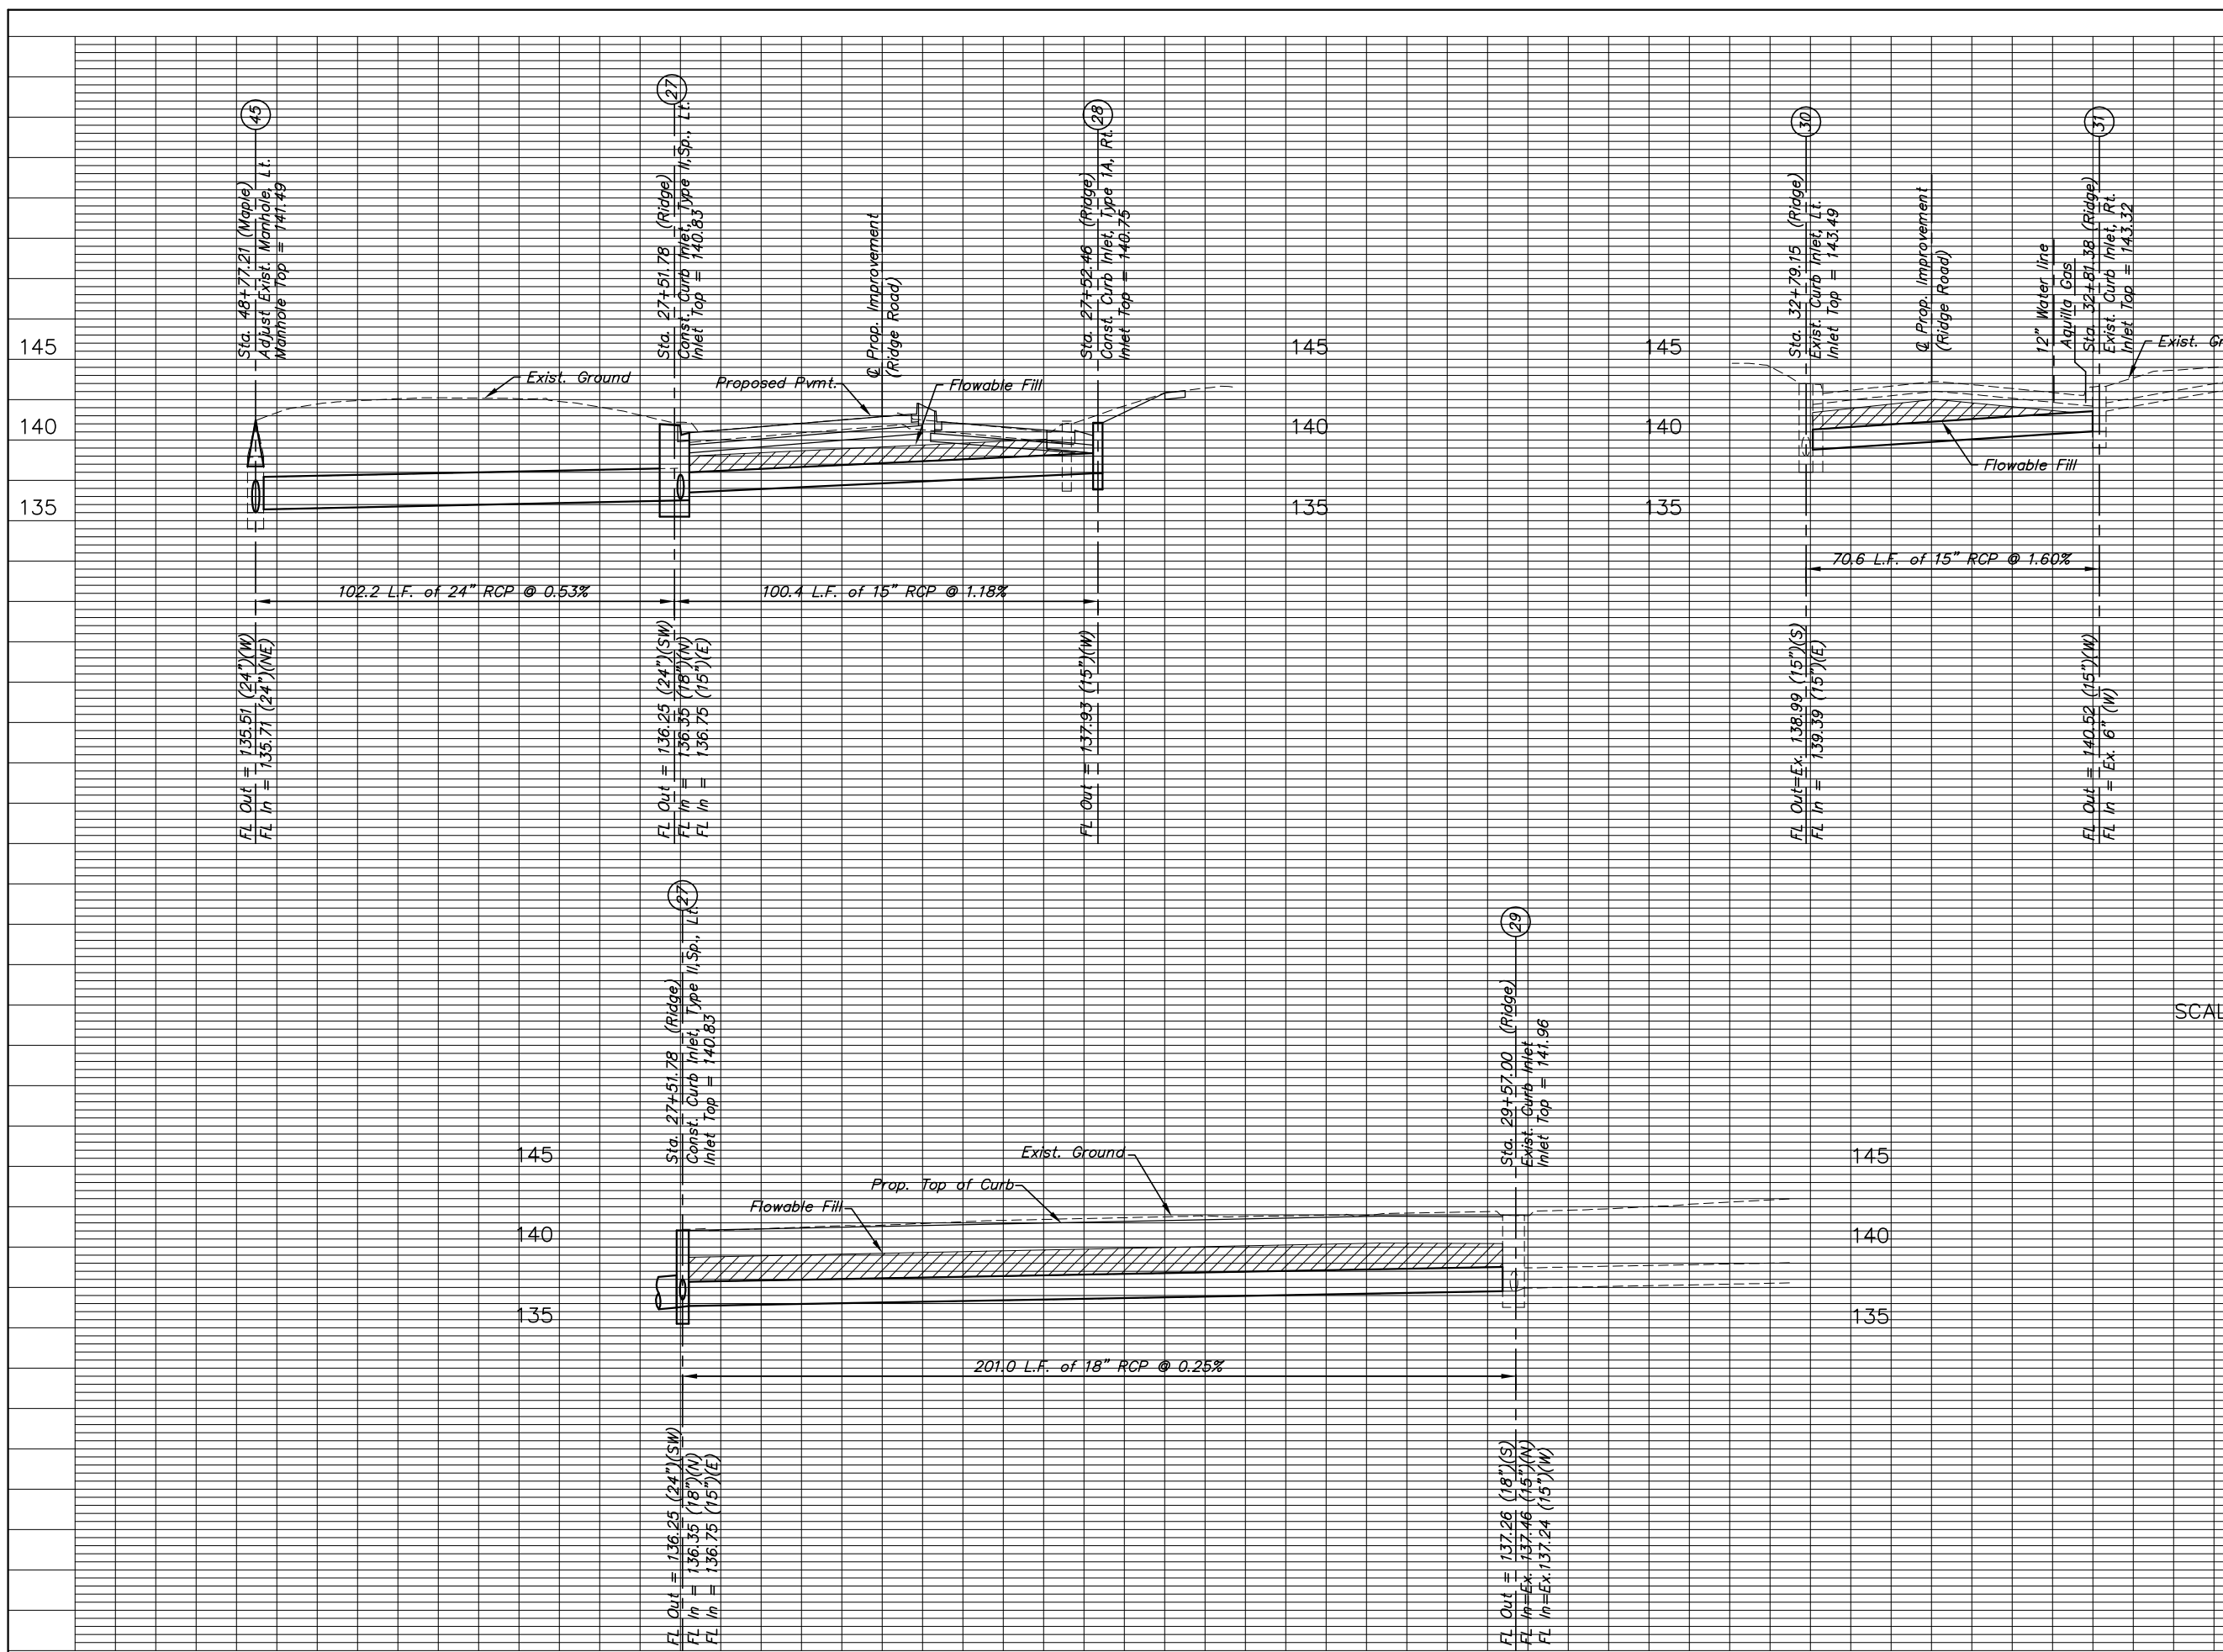 45
Sta. 48+77.21 (Maple)
Adjust Exist. Manhole, Lt.
Manhole Top = 141.49
27
Sta. 27+51.78 (Ridge)
Const. Curb Inlet, Type II,Sp., Lt.
Inlet Top = 140.83
℄ Prop. Improvement
(Ridge Road)
28
Sta. 27+52.46 (Ridge)
Const. Curb Inlet, Type 1A, Rt.
Inlet Top = 140.75
30
Sta. 32+79.15 (Ridge)
Exist. Curb Inlet, Lt.
Inlet Top = 143.49
℄ Prop. Improvement
(Ridge Road)
12" Water line
Aquilla Gas
31
Sta. 32+81.38 (Ridge)
Exist. Curb Inlet, Rt.
Inlet Top = 143.32
145
145
145
Exist. Gr
Exist. Ground
Proposed Pvmt.
Flowable Fill
140
140
140
Flowable Fill
135
135
135
102.2 L.F. of 24" RCP @ 0.53%
100.4 L.F. of 15" RCP @ 1.18%
70.6 L.F. of 15" RCP @ 1.60%
FL Out = 135.51 (24")(W)
FL In = 135.71 (24")(NE)
FL Out = 136.25 (24")(SW)
FL In = 136.35 (18")(N)
FL In = 136.75 (15")(E)
FL Out = 137.93 (15")(W)
FL Out=Ex. 138.99 (15")(S)
FL In = 139.39 (15")(E)
FL Out = 140.52 (15")(W)
FL In = Ex. 6" (W)
27
Sta. 27+51.78 (Ridge)
Const. Curb Inlet, Type II,Sp., Lt.
Inlet Top = 140.83
29
Sta. 29+57.00 (Ridge)
Exist. Curb Inlet
Inlet Top = 141.96
SCAL
145
145
Exist. Ground
Prop. Top of Curb
Flowable Fill
140
140
135
135
201.0 L.F. of 18" RCP @ 0.25%
FL Out = 136.25 (24")(SW)
FL In = 136.35 (18")(N)
FL In = 136.75 (15")(E)
FL Out = 137.26 (18")(S)
FL In=Ex. 137.46 (15")(N)
FL In=Ex.137.24 (15")(W)